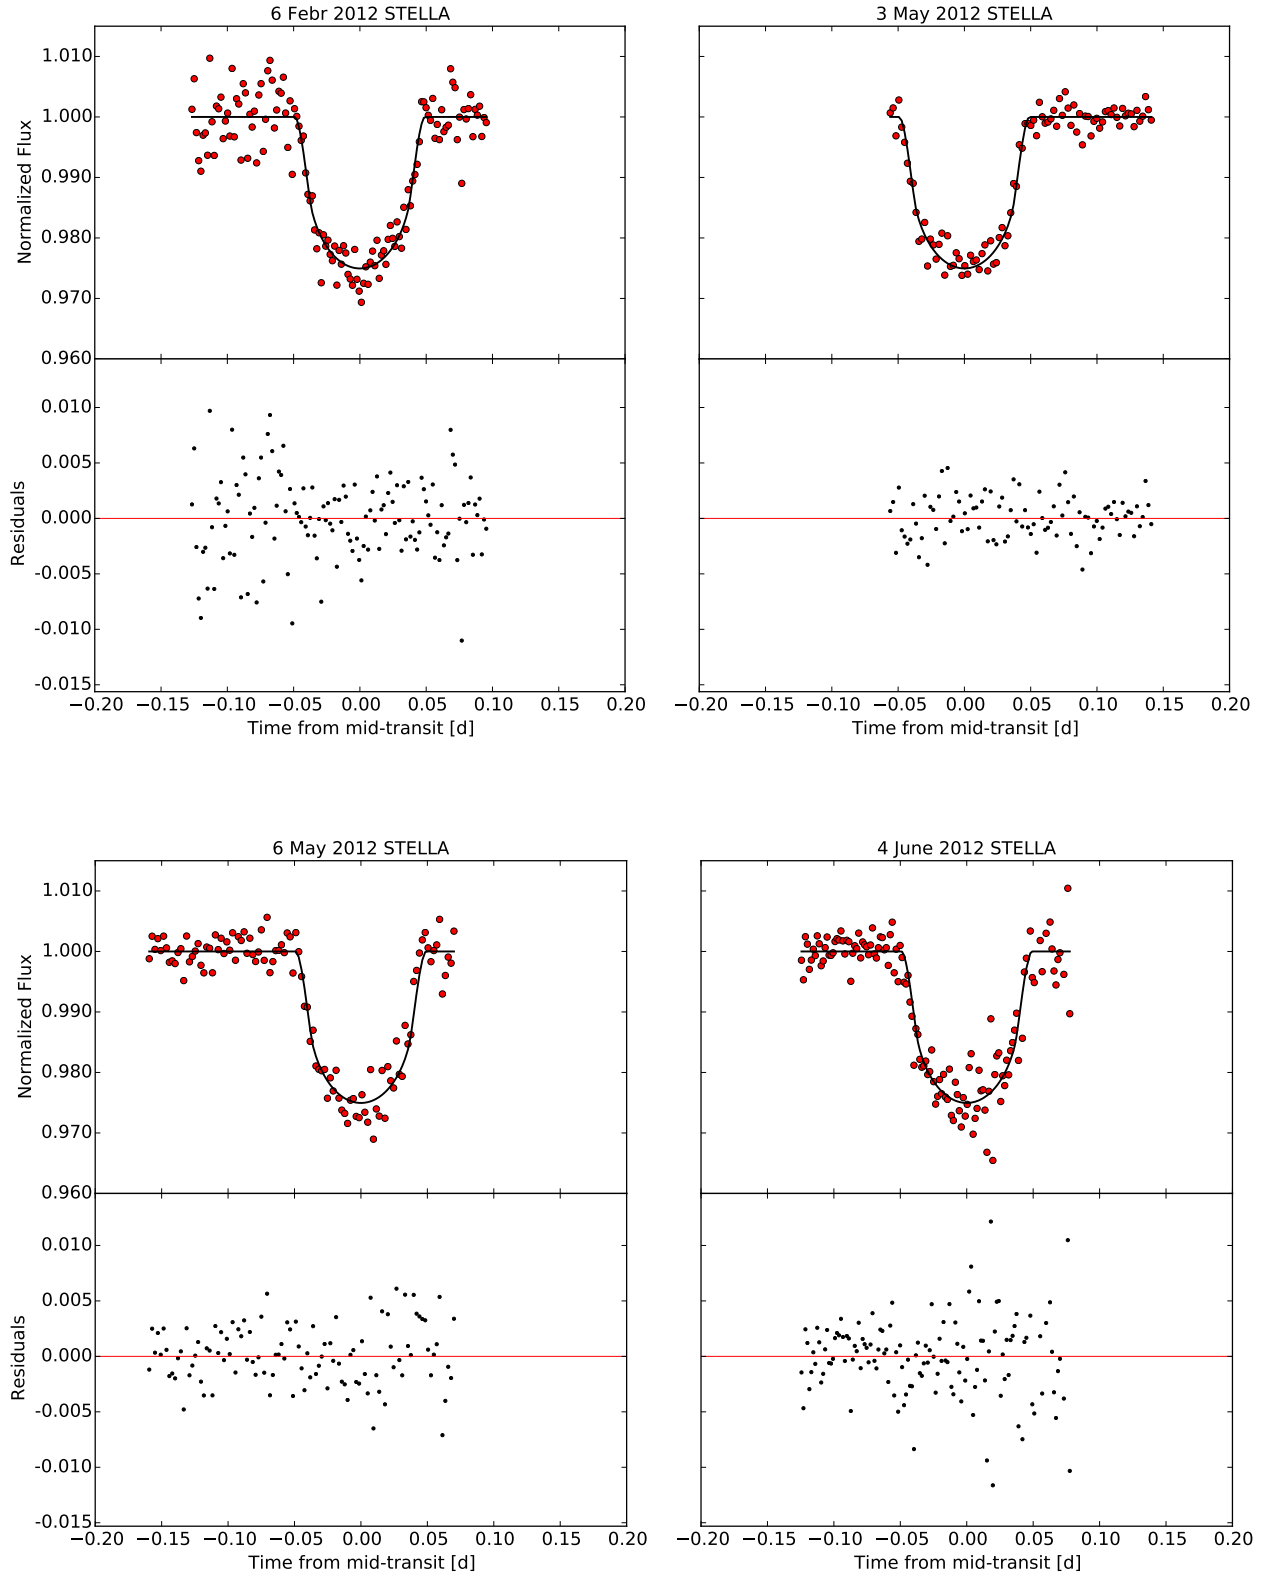 6 Febr 2012 STELLA
3 May 2012 STELLA
1.010
1.000
0.990
0.980
0.970
0.960
Normalized Flux
0.010
0.005
0.000
-0.005
-0.010
-0.015
Residuals
−0.20 −0.15 −0.10 −0.05 0.00 0.05 0.10 0.15 0.20
Time from mid-transit [d]
−0.20 −0.15 −0.10 −0.05 0.00 0.05 0.10 0.15 0.20
Time from mid-transit [d]
6 May 2012 STELLA
4 June 2012 STELLA
1.010
1.000
0.990
0.980
0.970
0.960
Normalized Flux
0.010
0.005
0.000
-0.005
-0.010
-0.015
Residuals
−0.20 −0.15 −0.10 −0.05 0.00 0.05 0.10 0.15 0.20
Time from mid-transit [d]
−0.20 −0.15 −0.10 −0.05 0.00 0.05 0.10 0.15 0.20
Time from mid-transit [d]